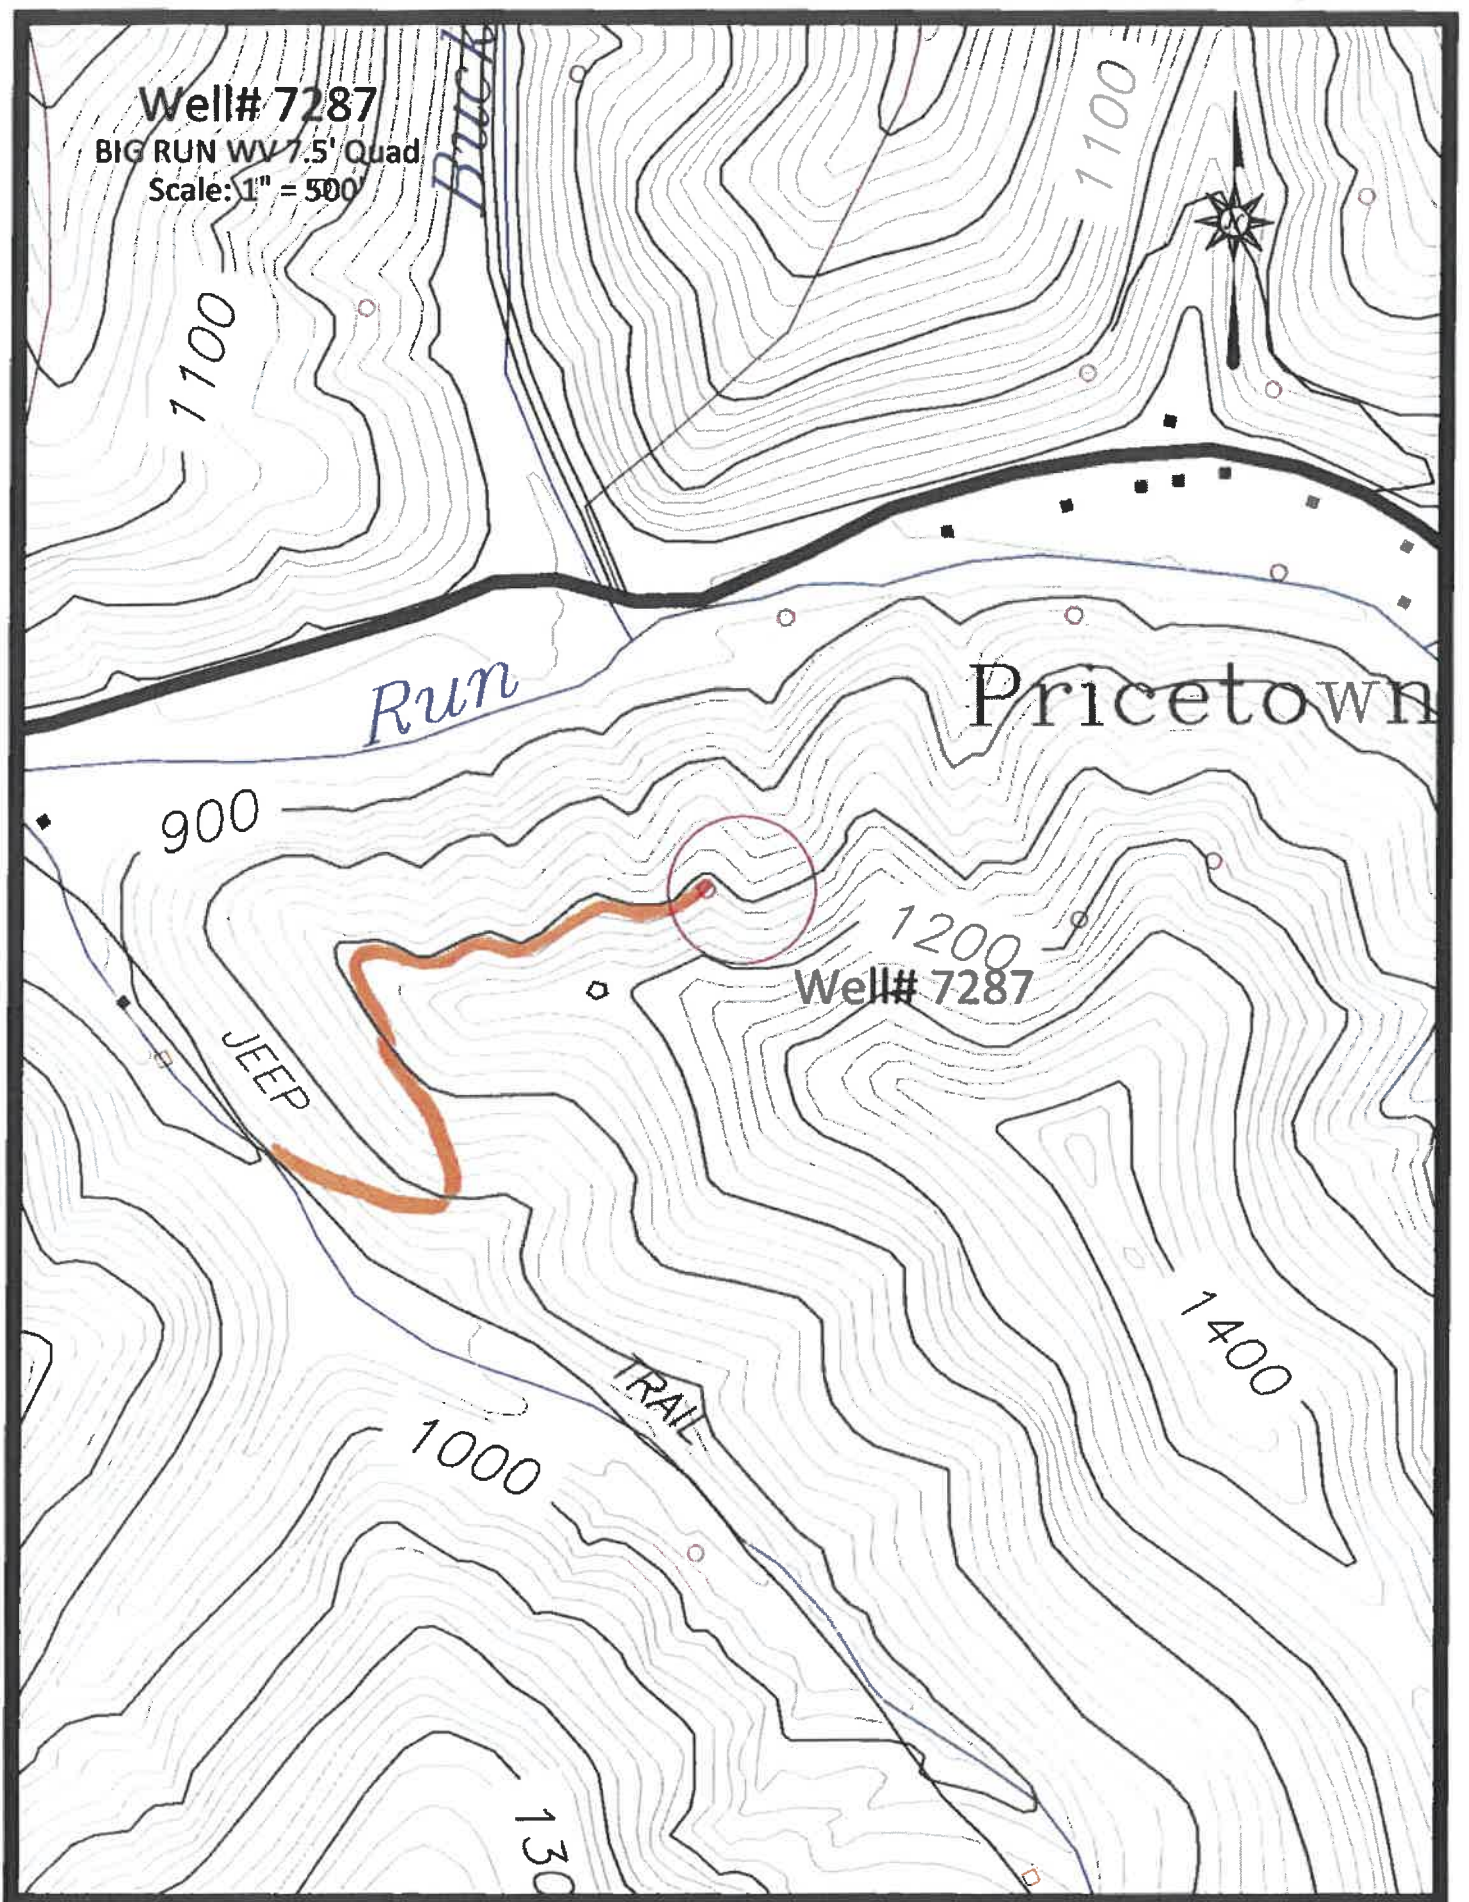 Well# 7287
BIG RUN WV 7.5' Quad
Scale: 1" = 500'
Buck
1100
N
1100
Run
Pricetown
900
1200
Well# 7287
JEEP
1400
TRAIL
1000
130